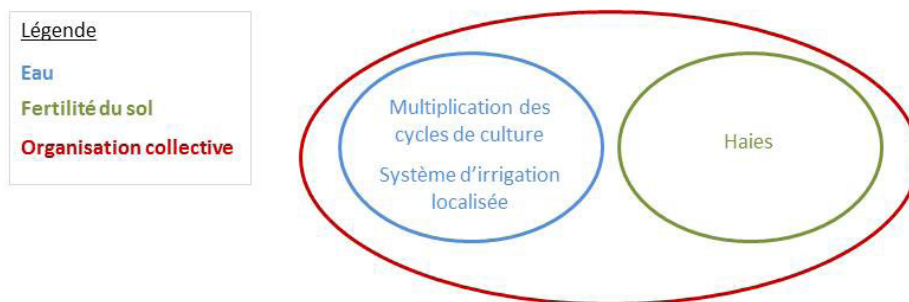 Légende
Eau
Fertilité du sol
Organisation collective
Multiplication des
cycles de culture
Système d’irrigation
localisée
Haies